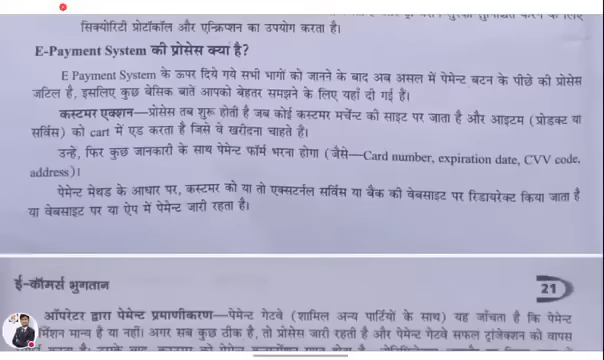 सिक्योरिटी प्रोटॉकॉल और एन्क्रिप्शन का उपयोग करता है।
E-Payment System की प्रोसेस क्या है?
E Payment System के ऊपर दिये गये सभी भागों को जानने के बाद अब असल में पेमेन्ट बटन के पीछे की प्रोसेस
जटिल है, इसलिए कुछ बेसिक बातें आपको बेहतर समझने के लिए यहाँ दी गई हैं।
कस्टमर एक्शन—प्रोसेस तब शुरू होती है जब कोई कस्टमर मर्चेन्ट की साइट पर जाता है और आइटम (प्रोडक्ट या
सर्विस) को cart में एड करता है जिसे वे खरीदना चाहते हैं।
उन्हे, फिर कुछ जानकारी के साथ पेमेन्ट फॉर्म भरना होगा (जैसे—Card number, expiration date, CVV code,
address)।
पेमेन्ट मेथड के आधार पर, कस्टमर को या तो एक्सटर्नल सर्विस या बैंक की वेबसाइट पर रिडायरेक्ट किया जाता है
या वेबसाइट पर या ऐप में पेमेन्ट जारी रहता है।
ई-कॉमर्स भुगतान
21
ऑपरेटर द्वारा पेमेन्ट प्रमाणीकरण—पेमेन्ट गेटवे (शामिल अन्य पार्टियों के साथ) यह जाँचता है कि पेमेन्ट
मान्य है या नहीं। अगर सब कुछ ठीक है, तो प्रोसेस जारी रहती है और पेमेन्ट गेटवे सफल ट्रांजेक्शन को वापस